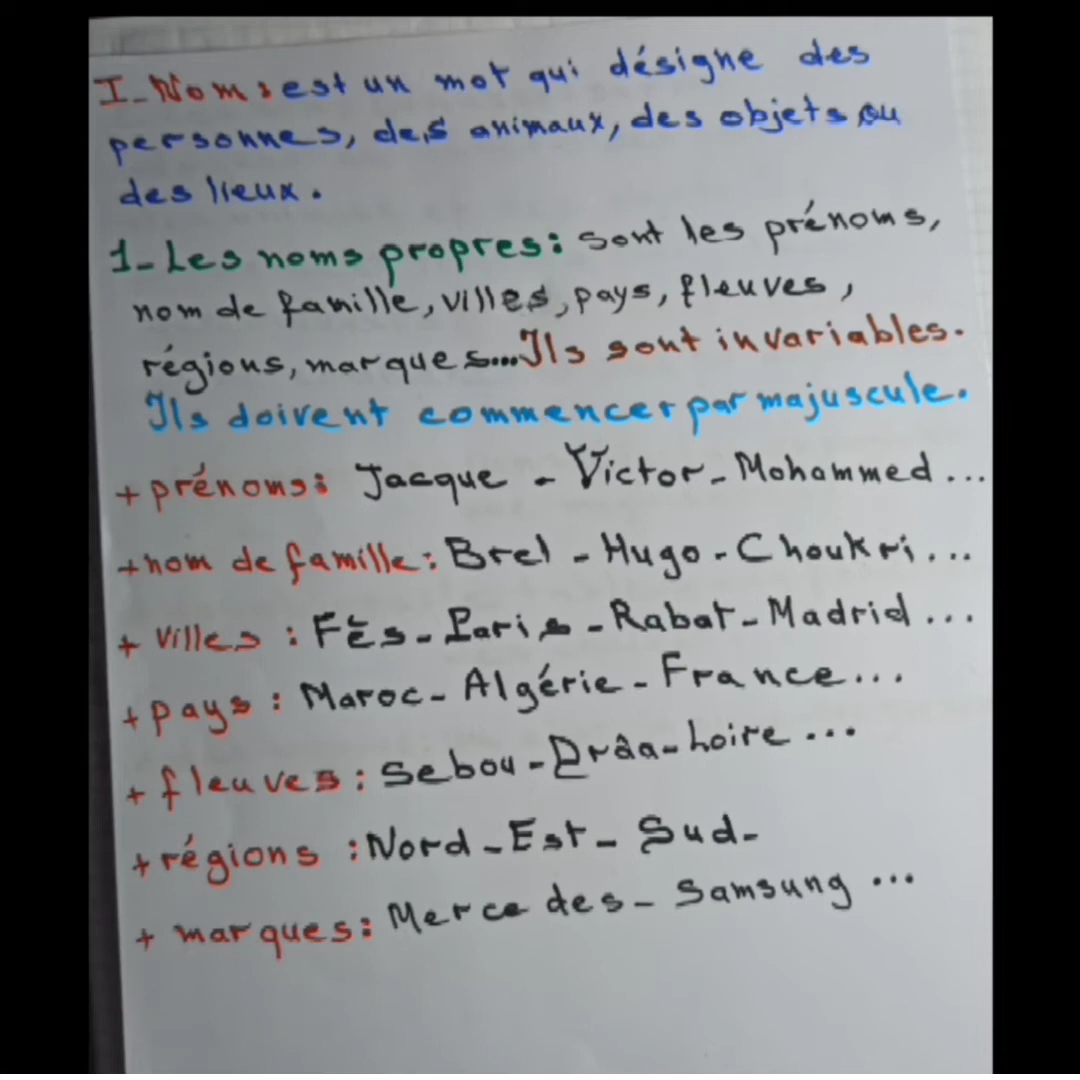 I- Nom : est un mot qui désigne des
personnes, des animaux, des objets ou
des lieux.
1- Les noms propres : sont les prénoms,
nom de famille, villes, pays, fleuves,
régions, marques... Ils sont invariables.
Ils doivent commencer par majuscule.
+ prénoms : Jacque - Victor - Mohammed ...
+ nom de famille : Brel - Hugo - Choukri ...
+ villes : Fès - Paris - Rabat - Madrid ...
+ pays : Maroc - Algérie - France ...
+ fleuves : Sebou - Drâa - Loire ...
+ régions : Nord - Est - Sud -
+ marques : Mercedes - Samsung ...